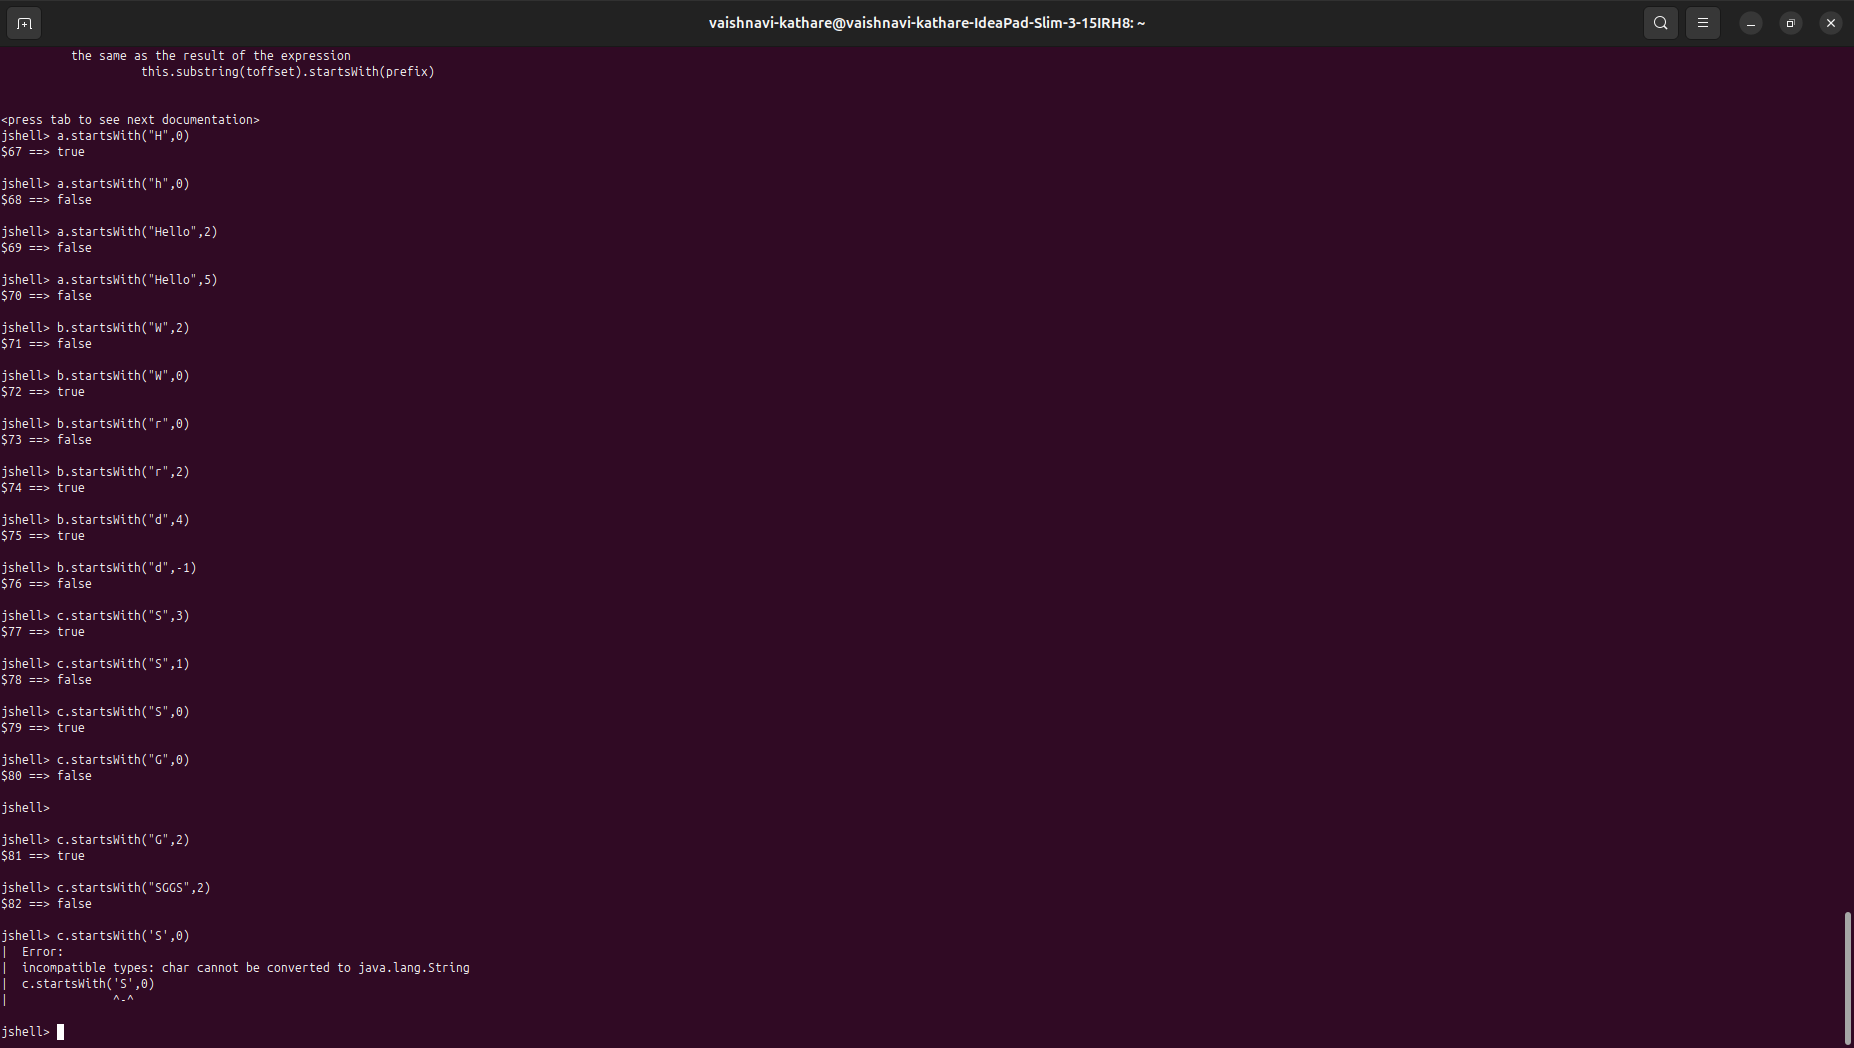 vaishnavi-kathare@vaishnavi-kathare-IdeaPad-Slim-3-15IRH8: ~
the same as the result of the expression
this.substring(toffset).startsWith(prefix)
<press tab to see next documentation>
jshell> a.startsWith("H",0)
$67 ==> true
jshell> a.startsWith("h",0)
$68 ==> false
jshell> a.startsWith("Hello",2)
$69 ==> false
jshell> a.startsWith("Hello",5)
$70 ==> false
jshell> b.startsWith("W",2)
$71 ==> false
jshell> b.startsWith("W",0)
$72 ==> true
jshell> b.startsWith("r",0)
$73 ==> false
jshell> b.startsWith("r",2)
$74 ==> true
jshell> b.startsWith("d",4)
$75 ==> true
jshell> b.startsWith("d",-1)
$76 ==> false
jshell> c.startsWith("S",3)
$77 ==> true
jshell> c.startsWith("S",1)
$78 ==> false
jshell> c.startsWith("S",0)
$79 ==> true
jshell> c.startsWith("G",0)
$80 ==> false
jshell>
jshell> c.startsWith("G",2)
$81 ==> true
jshell> c.startsWith("SGGS",2)
$82 ==> false
jshell> c.startsWith('S',0)
|  Error:
|  incompatible types: char cannot be converted to java.lang.String
|  c.startsWith('S',0)
|               ^-^
jshell>